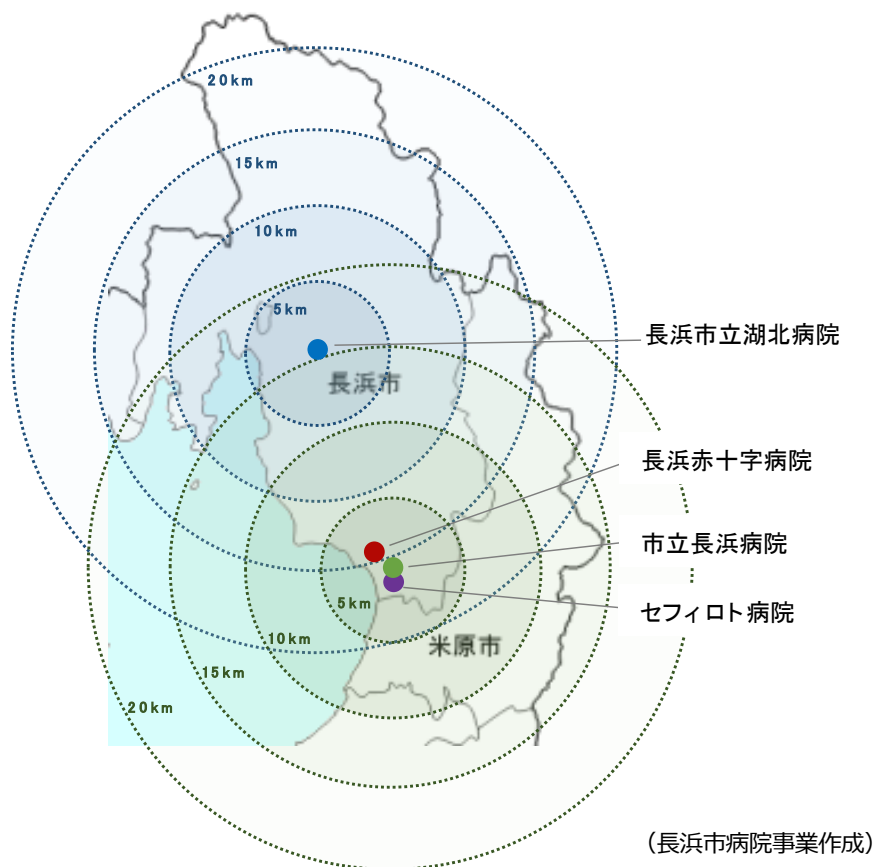 20km
15km
10km
5km
長浜市立湖北病院
長浜市
長浜赤十字病院
市立長浜病院
5km
セフィロト病院
10km
米原市
15km
20km
(長浜市病院事業作成)